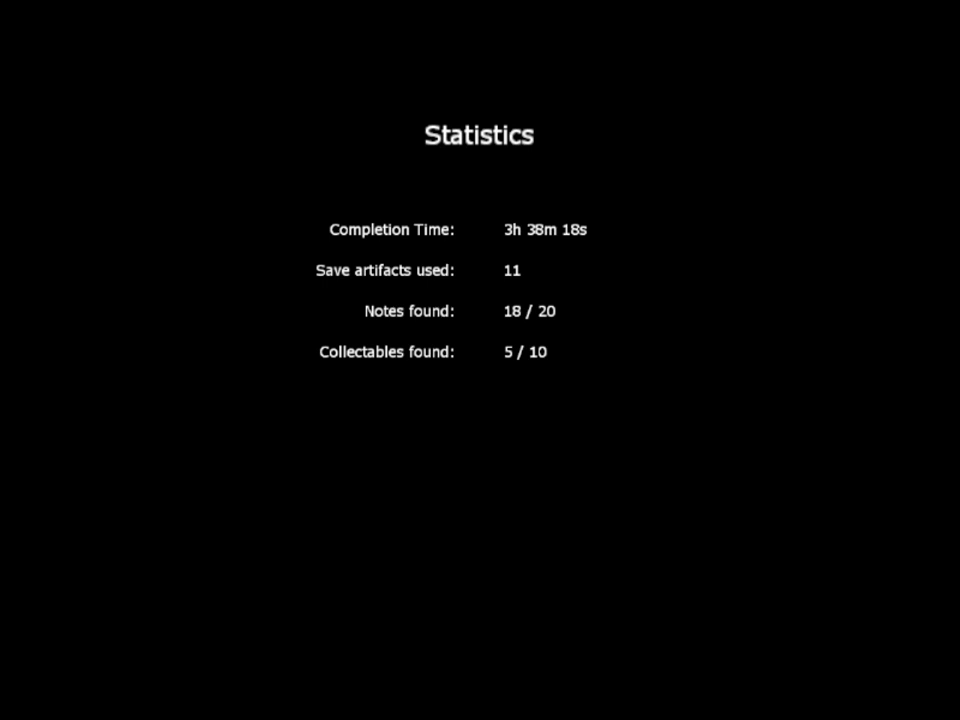 Statistics
Completion Time: 3h 38m 18s
Save artifacts used: 11
Notes found: 18 / 20
Collectables found: 5 / 10